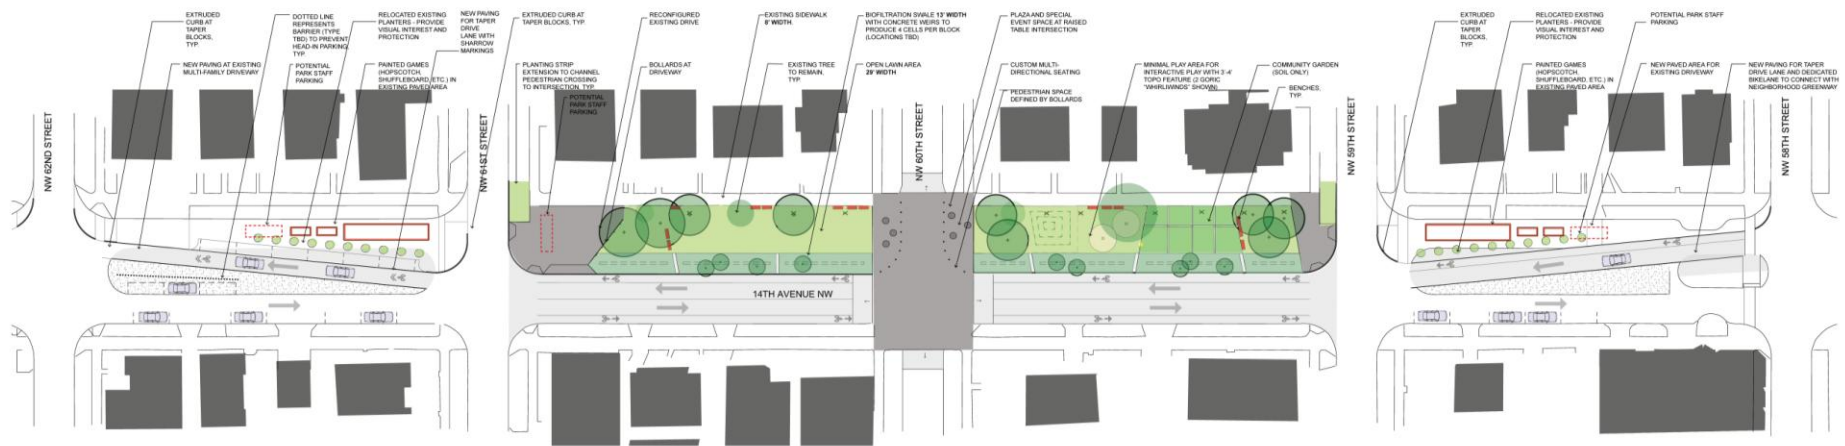 EXTRUDED
CURB AT
TAPER
BLOCKS,
TYP.
NEW PAVING AT EXISTING
MULTI-FAMILY DRIVEWAY
DOTTED LINE
REPRESENTS
BARRIER (TYPE
TBD) TO PREVENT
HEAD-IN PARKING,
TYP.
POTENTIAL
PARK STAFF
PARKING
RELOCATED EXISTING
PLANTERS - PROVIDE
VISUAL INTEREST AND
PROTECTION
PAINTED GAMES
(HOPSCOTCH,
SHUFFLEBOARD, ETC.) IN
EXISTING PAVED AREA
NEW PAVING
FOR TAPER
DRIVE
LANE WITH
SHARROW
MARKINGS
EXTRUDED CURB AT
TAPER BLOCKS, TYP.
PLANTING STRIP
EXTENSION TO CHANNEL
PEDESTRIAN CROSSING
TO INTERSECTION, TYP.
POTENTIAL
PARK STAFF
PARKING
RECONFIGURED
EXISTING DRIVE
BOLLARDS AT
DRIVEWAY
EXISTING SIDEWALK
8' WIDTH.
EXISTING TREE
TO REMAIN,
TYP.
BIOFILTRATION SWALE 13' WIDTH
WITH CONCRETE WEIRS TO
PRODUCE 4 CELLS PER BLOCK
(LOCATIONS TBD)
OPEN LAWN AREA
29' WIDTH
PLAZA AND SPECIAL
EVENT SPACE AT RAISED
TABLE INTERSECTION
CUSTOM MULTI-
DIRECTIONAL SEATING
PEDESTRIAN SPACE
DEFINED BY BOLLARDS
MINIMAL PLAY AREA FOR
INTERACTIVE PLAY WITH 3'-4'
TOPO FEATURE (2 GORIC
"WHIRLWINDS" SHOWN)
COMMUNITY GARDEN
(SOIL ONLY)
BENCHES,
TYP.
EXTRUDED
CURB AT
TAPER
BLOCKS,
TYP.
RELOCATED EXISTING
PLANTERS - PROVIDE
VISUAL INTEREST AND
PROTECTION
PAINTED GAMES
(HOPSCOTCH,
SHUFFLEBOARD, ETC.) IN
EXISTING PAVED AREA
POTENTIAL PARK STAFF
PARKING
NEW PAVED AREA FOR
EXISTING DRIVEWAY
NEW PAVING FOR TAPER
DRIVE LANE AND DEDICATED
BIKELANE TO CONNECT WITH
NEIGHBORHOOD GREENWAY
NW 62ND STREET
NW 61ST STREET
NW 60TH STREET
NW 59TH STREET
NW 58TH STREET
14TH AVENUE NW